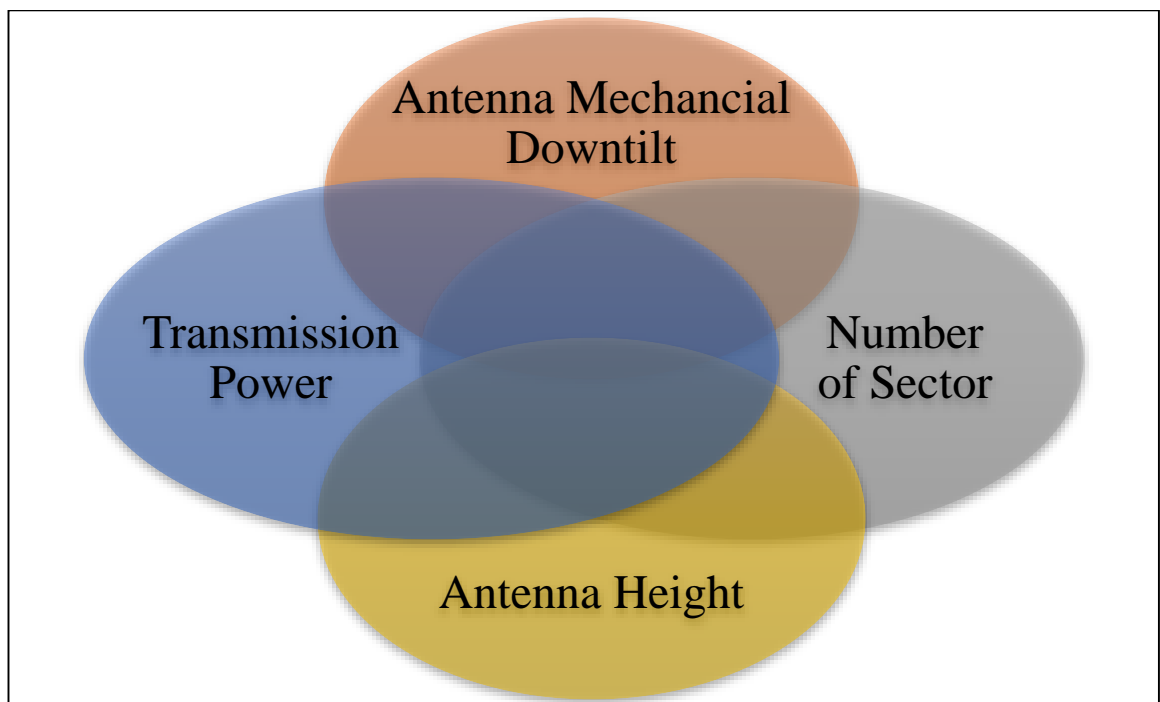 Antenna Mechancial
Downtilt
Transmission
Power
Number
of Sector
Antenna Height